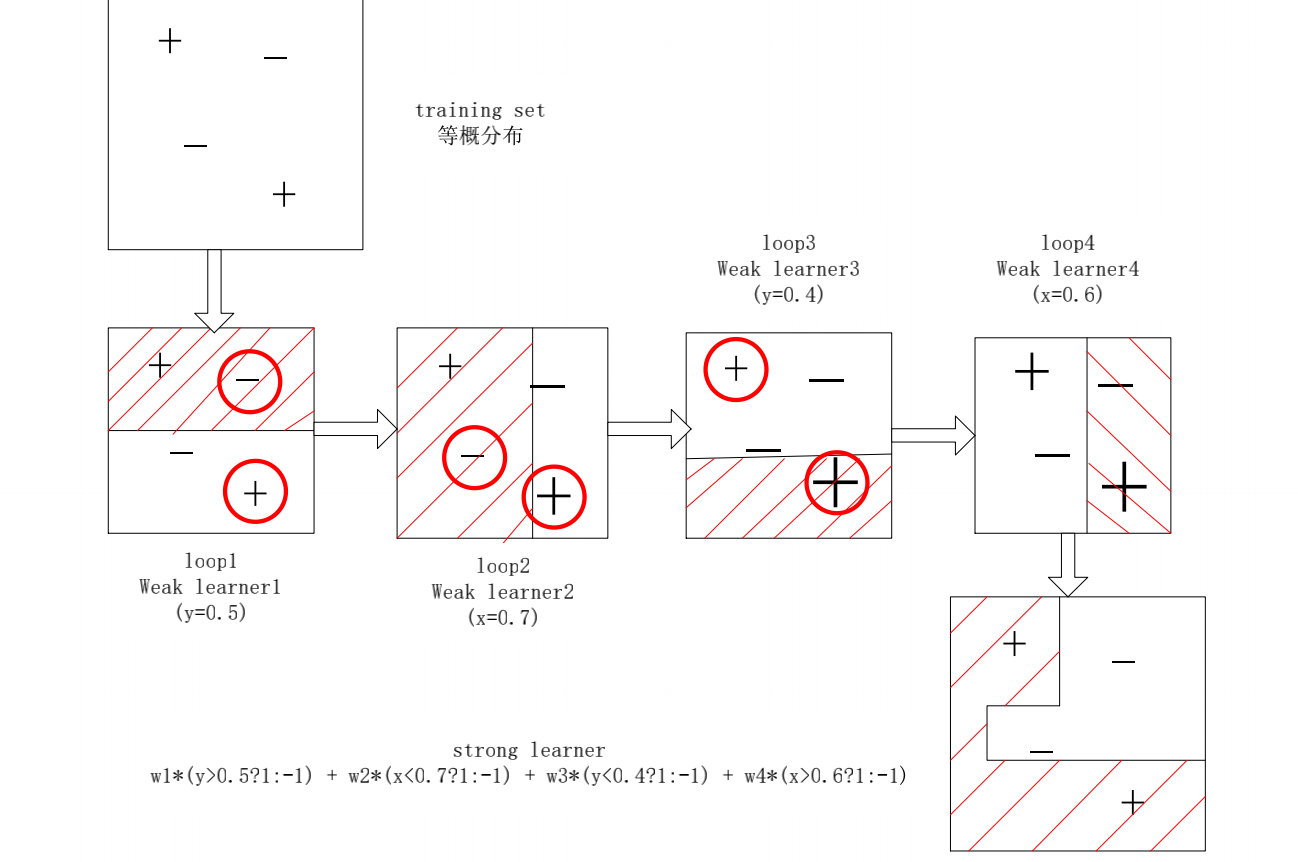 training set
等概分布
loop3
Weak learner3
(y=0.4)
loop4
Weak learner4
(x=0.6)
loop1
Weak learner1
(y=0.5)
loop2
Weak learner2
(x=0.7)
strong learner
w1*(y>0.5?1:-1) + w2*(x<0.7?1:-1) + w3*(y<0.4?1:-1) + w4*(x>0.6?1:-1)